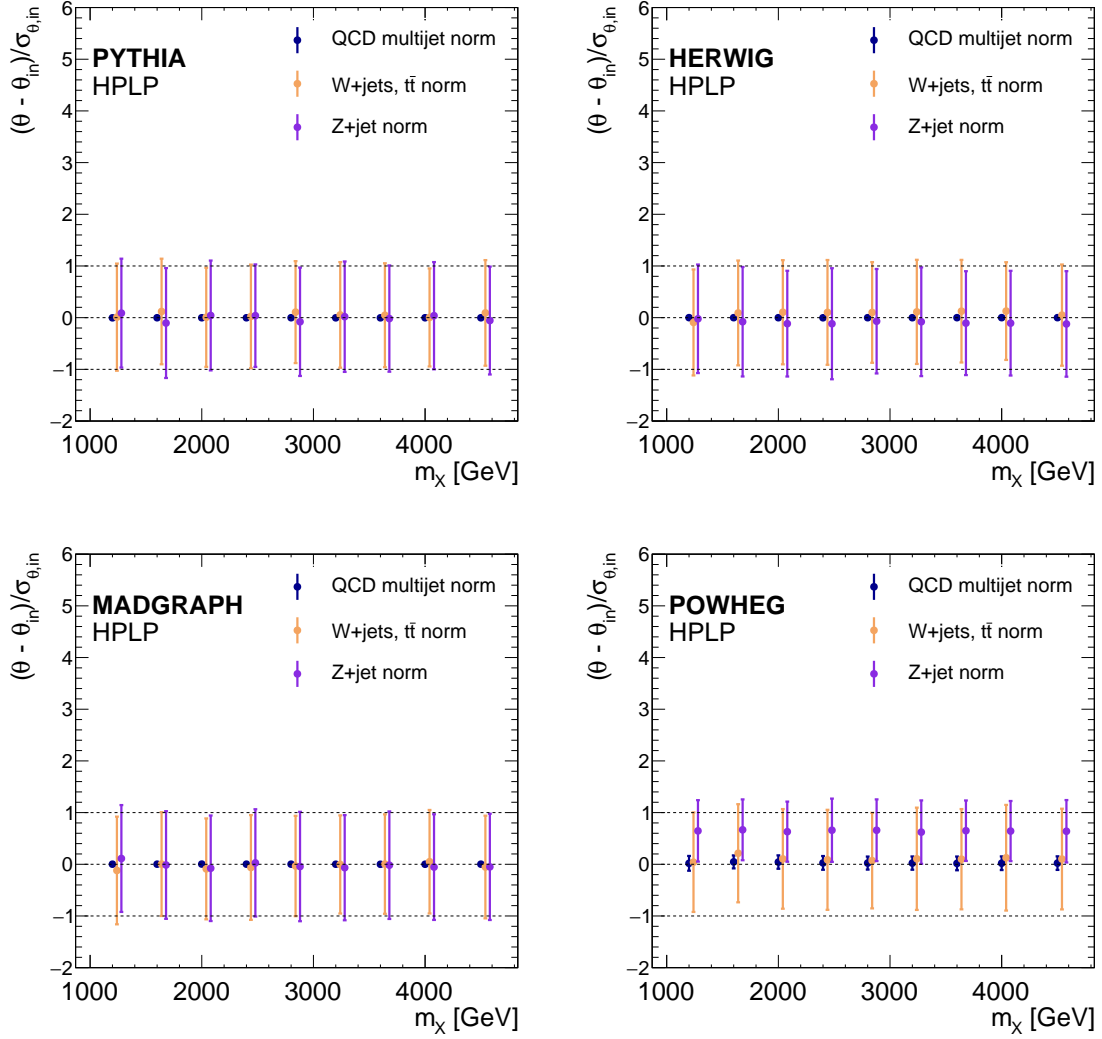 (θ - θin)/σθ,in
6
5
4
3
2
1
0
−1
−2
PYTHIA
HPLP
QCD multijet norm
W+jets, tt̄ norm
Z+jet norm
1000 2000 3000 4000
mX [GeV]
(θ - θin)/σθ,in
6
5
4
3
2
1
0
−1
−2
HERWIG
HPLP
QCD multijet norm
W+jets, tt̄ norm
Z+jet norm
1000 2000 3000 4000
mX [GeV]
(θ - θin)/σθ,in
6
5
4
3
2
1
0
−1
−2
MADGRAPH
HPLP
QCD multijet norm
W+jets, tt̄ norm
Z+jet norm
1000 2000 3000 4000
mX [GeV]
(θ - θin)/σθ,in
6
5
4
3
2
1
0
−1
−2
POWHEG
HPLP
QCD multijet norm
W+jets, tt̄ norm
Z+jet norm
1000 2000 3000 4000
mX [GeV]